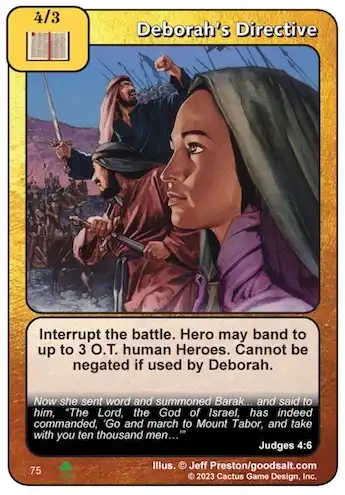 4/3
Deborah's Directive
Interrupt the battle. Hero may band to
up to 3 O.T. human Heroes. Cannot be
negated if used by Deborah.
Now she sent word and summoned Barak... and said to
him, "The Lord, the God of Israel, has indeed
commanded, 'Go and march to Mount Tabor, and take
with you ten thousand men…'"
Judges 4:6
75
Illus. © Jeff Preston/goodsalt.com
© 2023 Cactus Game Design, Inc.